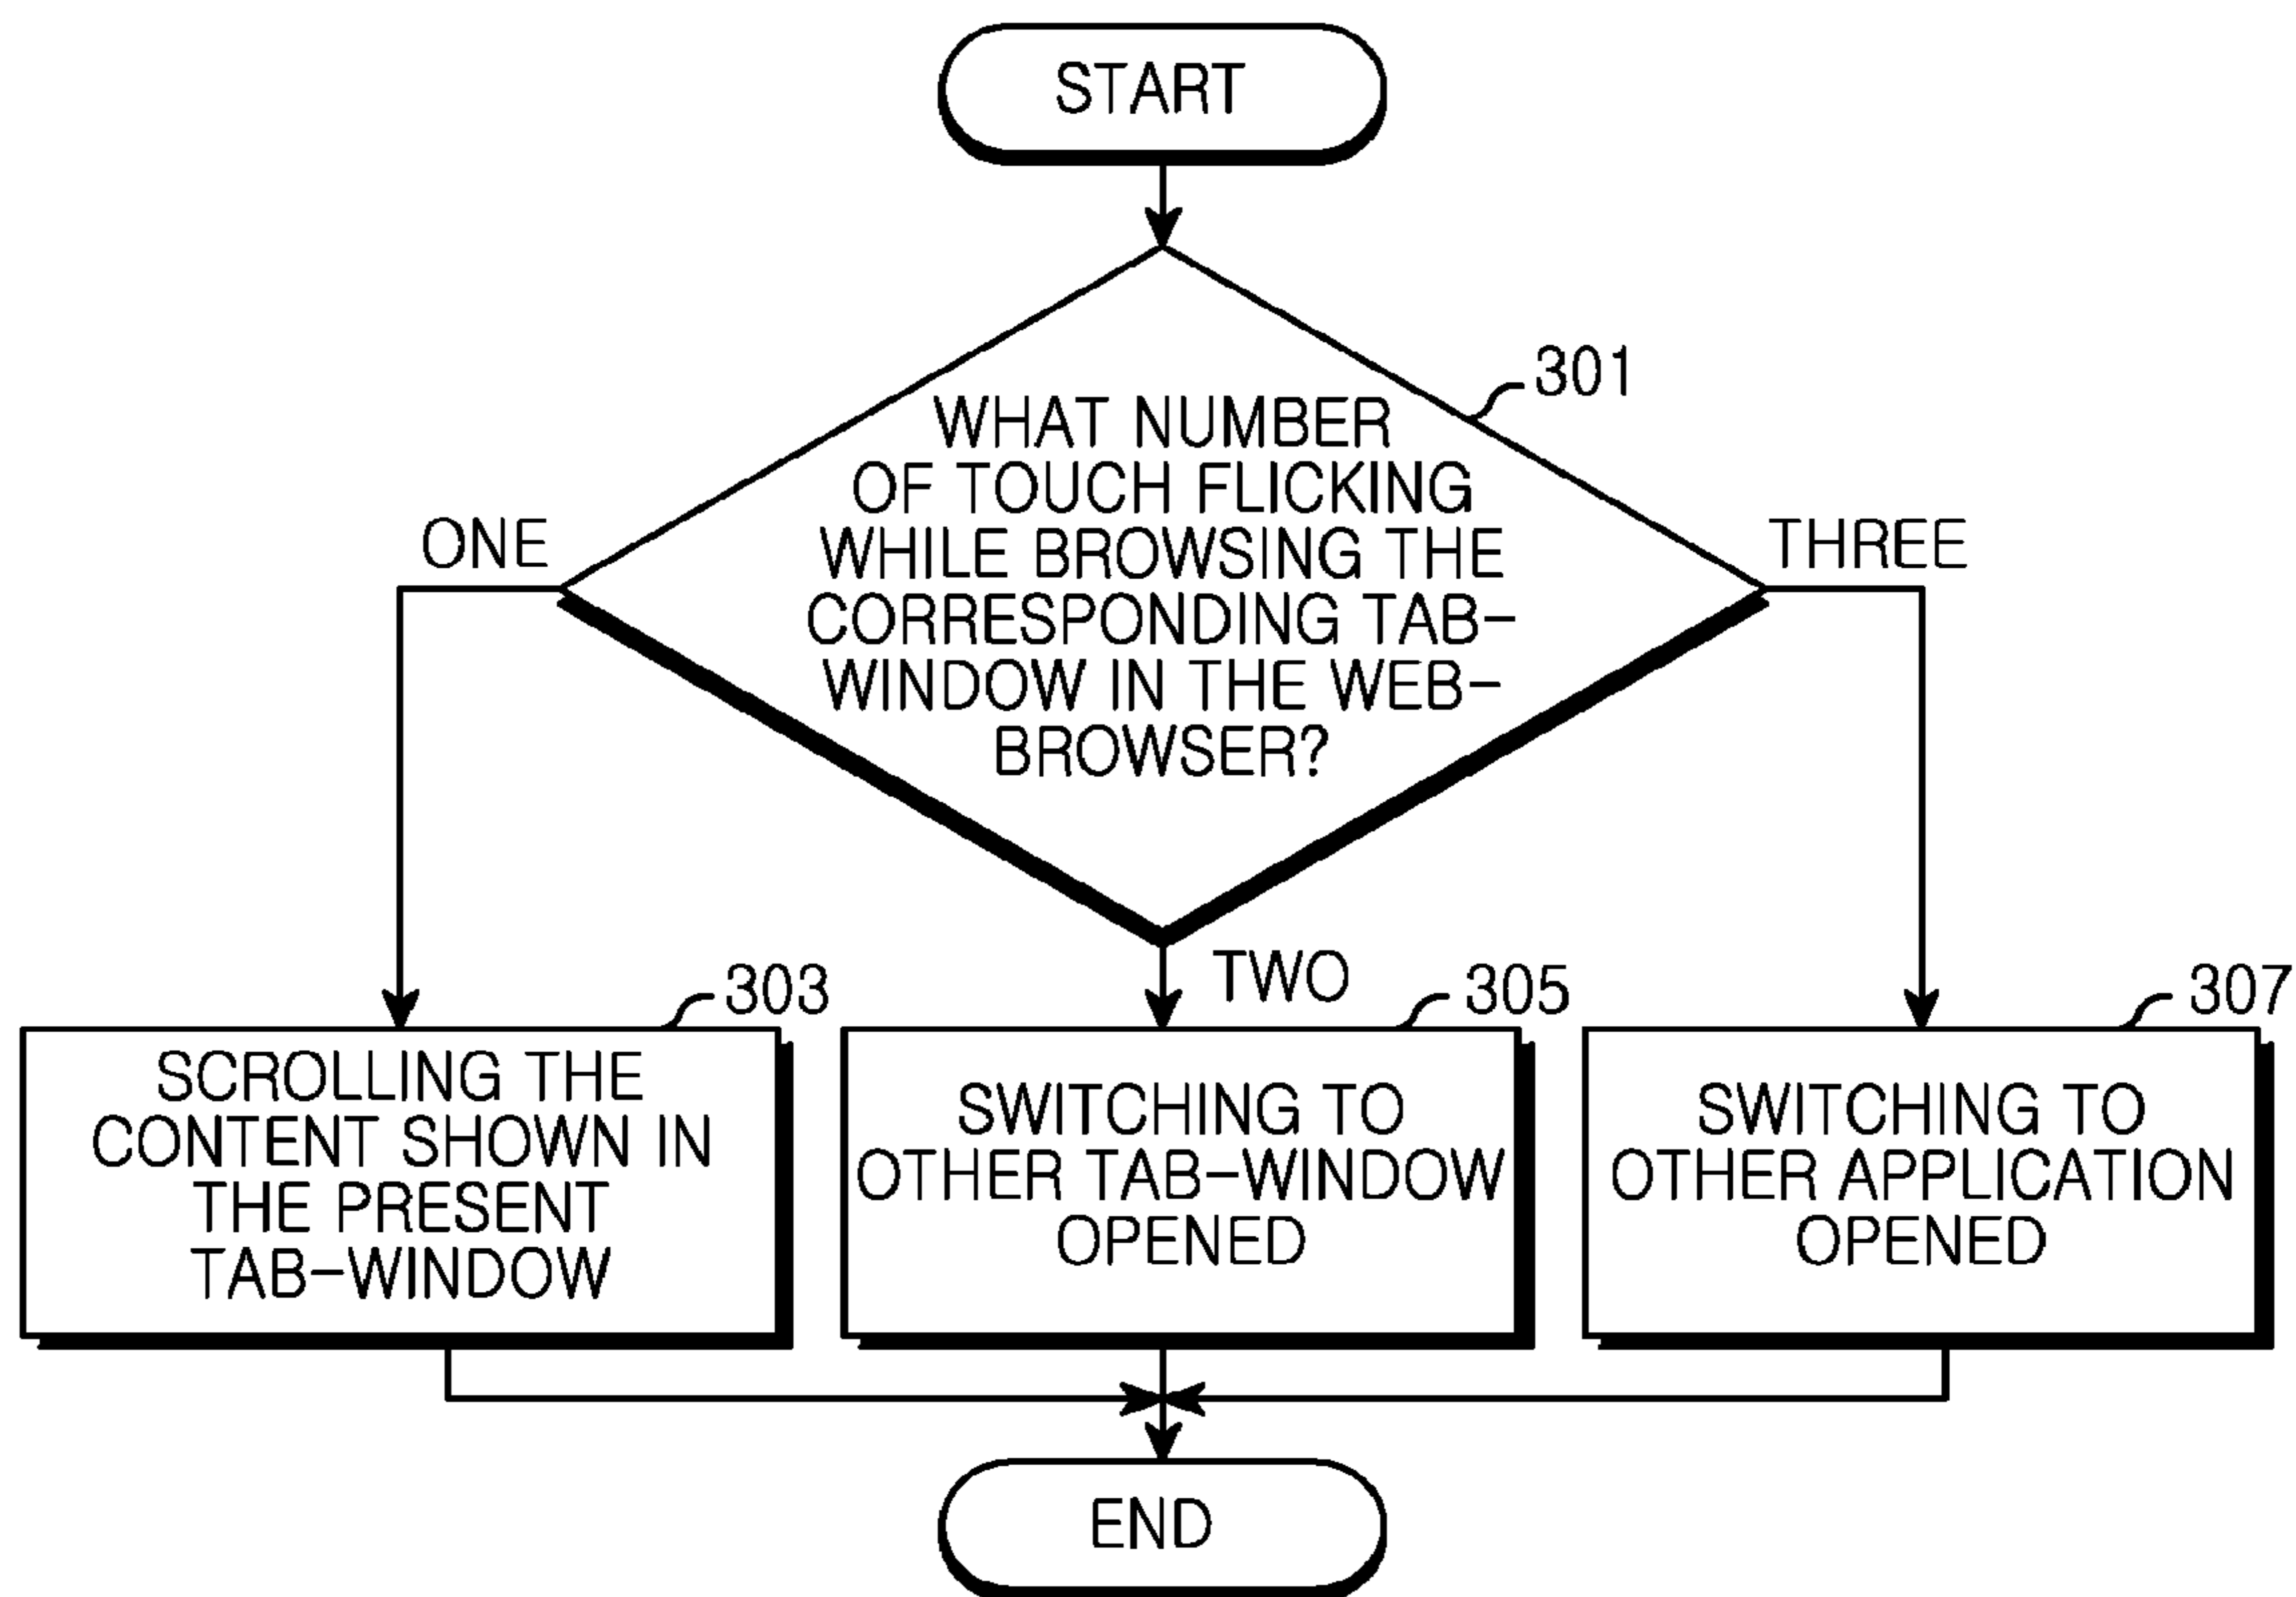 START
301
WHAT NUMBER
OF TOUCH FLICKING
WHILE BROWSING THE
CORRESPONDING TAB-
WINDOW IN THE WEB-
BROWSER?
ONE
THREE
TWO
303
SCROLLING THE
CONTENT SHOWN IN
THE PRESENT
TAB-WINDOW
305
SWITCHING TO
OTHER TAB-WINDOW
OPENED
307
SWITCHING TO
OTHER APPLICATION
OPENED
END